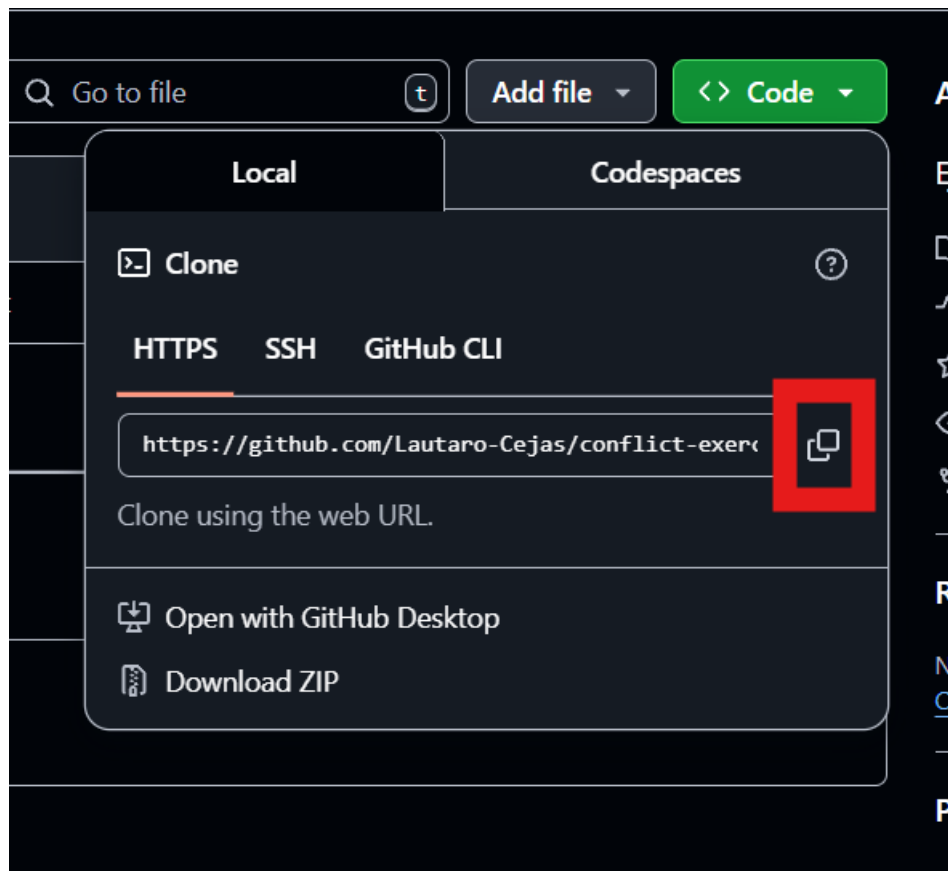 Go to file t Add file <> Code
Local Codespaces
Clone
HTTPS SSH GitHub CLI
https://github.com/Lautaro-Cejas/conflict-exer
Clone using the web URL.
Open with GitHub Desktop
Download ZIP